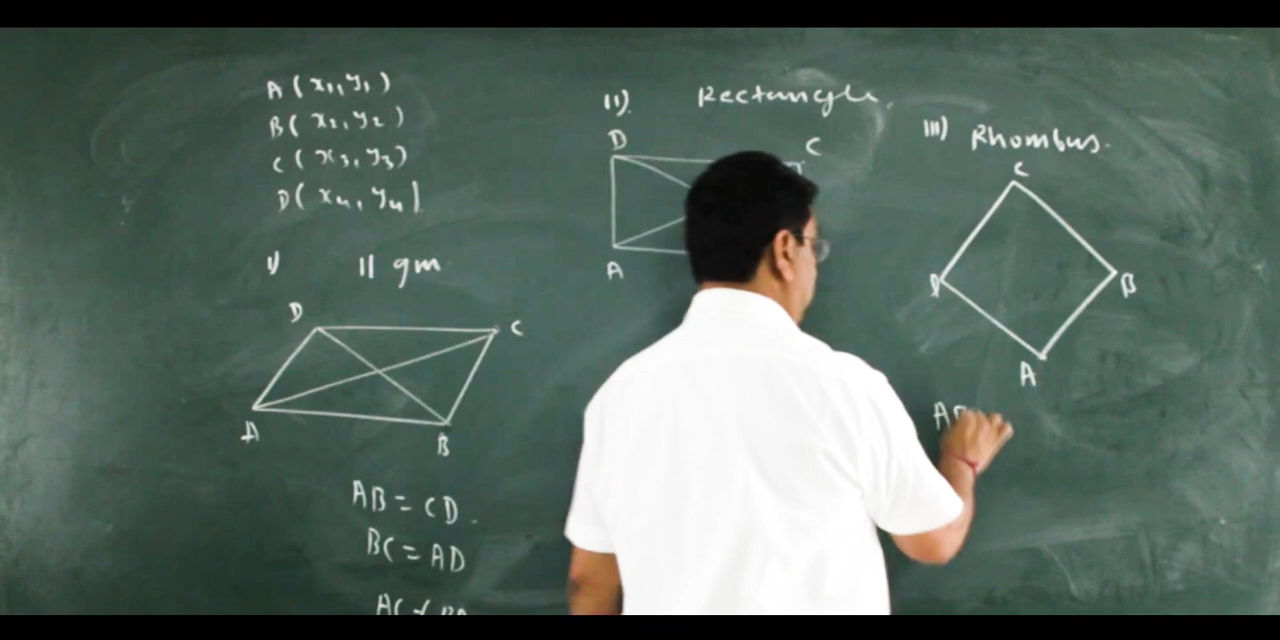 A(x₁,y₁)
B(x₂,y₂)
C(x₃,y₃)
D(x₄,y₄)
i)
|| gm
D
C
A
B
AB = CD.
BC = AD
ii)
Rectangle.
D
C
A
iii) Rhombus.
C
D
B
A